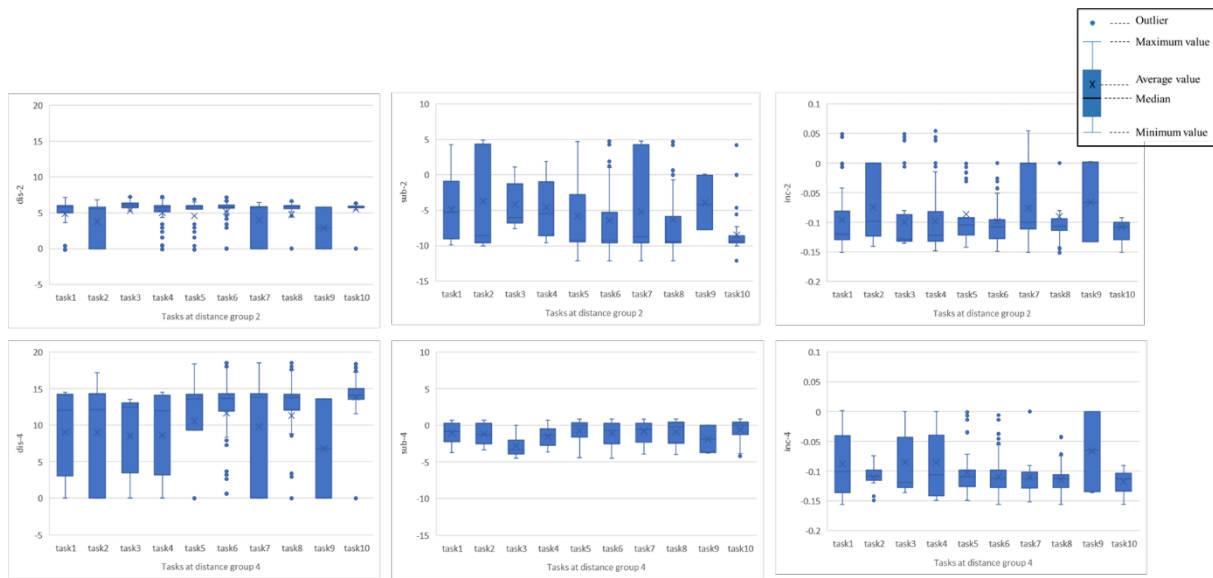 Outlier
Maximum value
Average value
Median
Minimum value
20
15
10
5
0
-5
dis-2
task1 task2 task3 task4 task5 task6 task7 task8 task9 task10
Tasks at distance group 2
10
5
0
-5
-10
-15
sub-2
task1 task2 task3 task4 task5 task6 task7 task8 task9 task10
Tasks at distance group 2
0.1
0.05
0
-0.05
-0.1
-0.15
-0.2
inc-2
task1 task2 task3 task4 task5 task6 task7 task8 task9 task10
Tasks at distance group 2
20
15
10
5
0
-5
dis-4
task1 task2 task3 task4 task5 task6 task7 task8 task9 task10
Tasks at distance group 4
10
5
0
-5
-10
-15
sub-4
task1 task2 task3 task4 task5 task6 task7 task8 task9 task10
Tasks at distance group 4
0.1
0.05
0
-0.05
-0.1
-0.15
-0.2
inc-4
task1 task2 task3 task4 task5 task6 task7 task8 task9 task10
Tasks at distance group 4